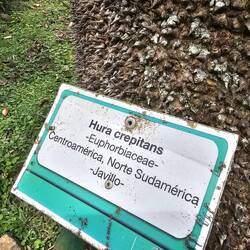 Hura crepitans
-Euphorbiaceae-
Centroamérica, Norte Sudamérica
-Javillo-